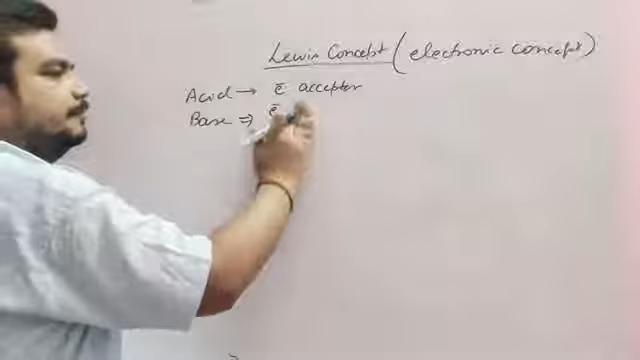 Lewis Concept (electronic concept)
Acid → e̅ acceptor
Base ⇒ e̅